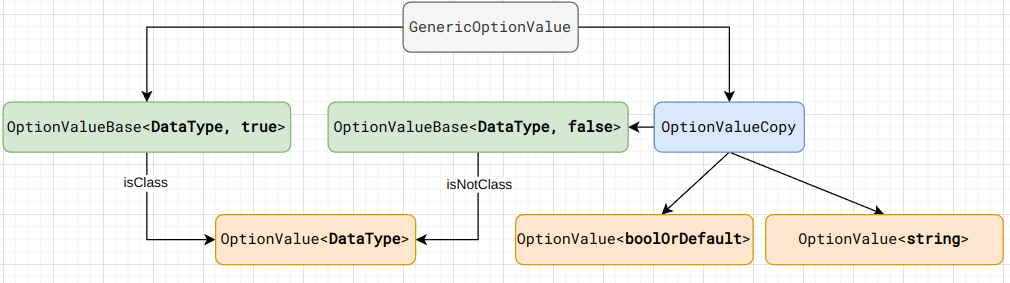 GenericOptionValue
OptionValueBase<DataType, true>
OptionValueBase<DataType, false>
OptionValueCopy
isClass
isNotClass
OptionValue<DataType>
OptionValue<boolOrDefault>
OptionValue<string>